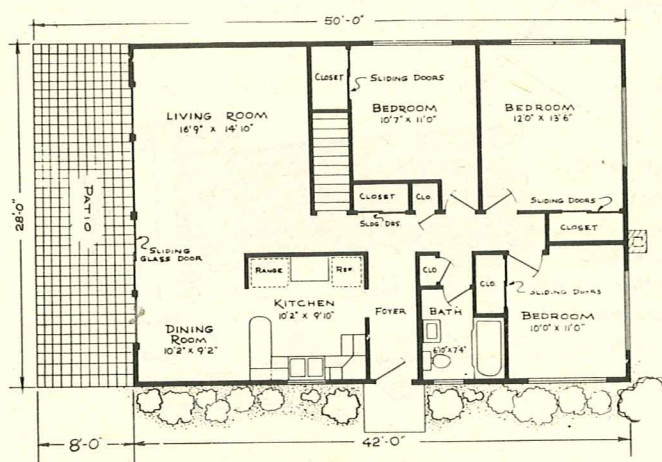 50'-0"
CLOSET
SLIDING DOORS
LIVING ROOM
16'9" x 14'10"
BEDROOM
10'7" x 11'0"
BEDROOM
12'0" x 13'6"
28'-0"
PATIO
SLIDING
GLASS DOOR
CLOSET
CLO.
SLDG. DRS.
SLIDING DOORS
CLOSET
RANGE
REF.
CLO
CLO
SLIDING DOORS
KITCHEN
10'2" x 9'10"
FOYER
BATH
6'10" x 7'4"
BEDROOM
10'0" x 11'0"
DINING
ROOM
10'2" x 9'2"
8'-0"
42'-0"